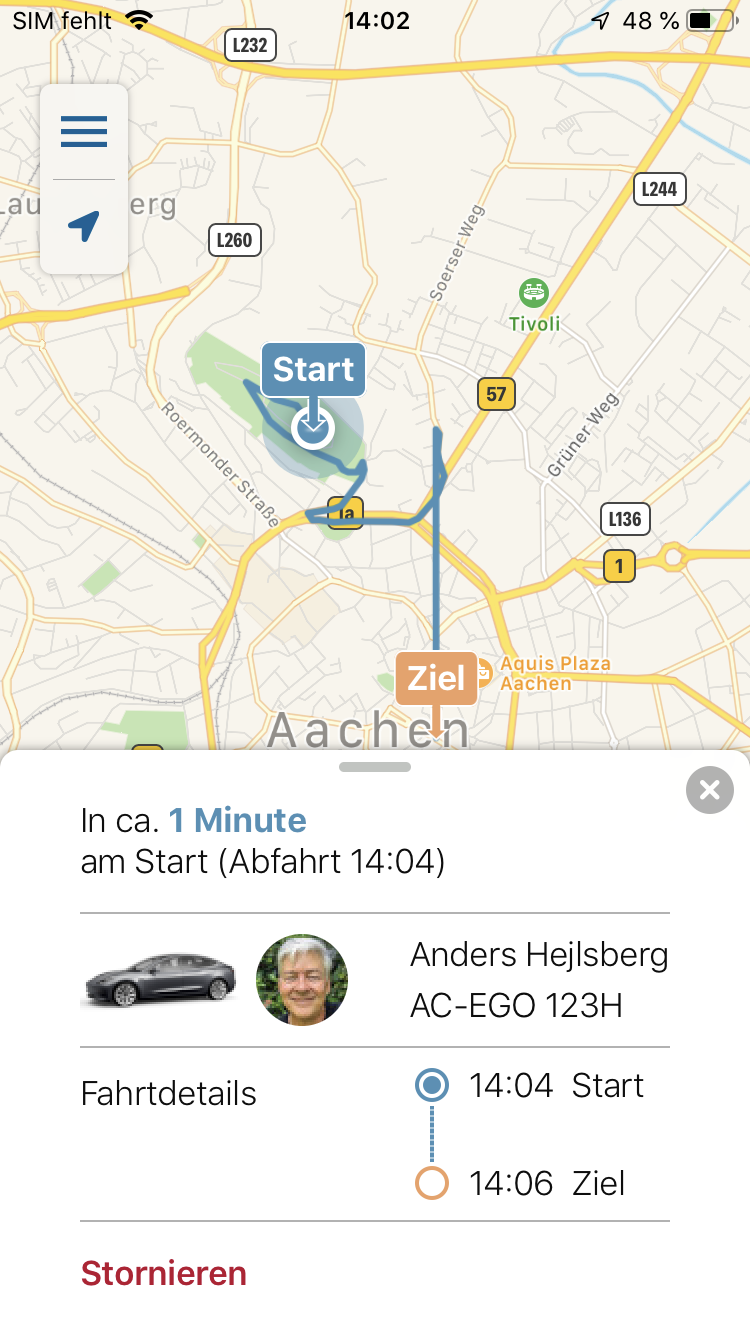 SIM fehlt
14:02
48 %
L232
L244
erg
L260
Soerser Weg
Tivoli
Start
57
Roermonder Straße
Grüner Weg
1a
L136
1
Ziel
Aquis Plaza
Aachen
Aachen
In ca. 1 Minute
am Start (Abfahrt 14:04)
Anders Hejlsberg
AC-EGO 123H
Fahrtdetails
14:04 Start
14:06 Ziel
Stornieren